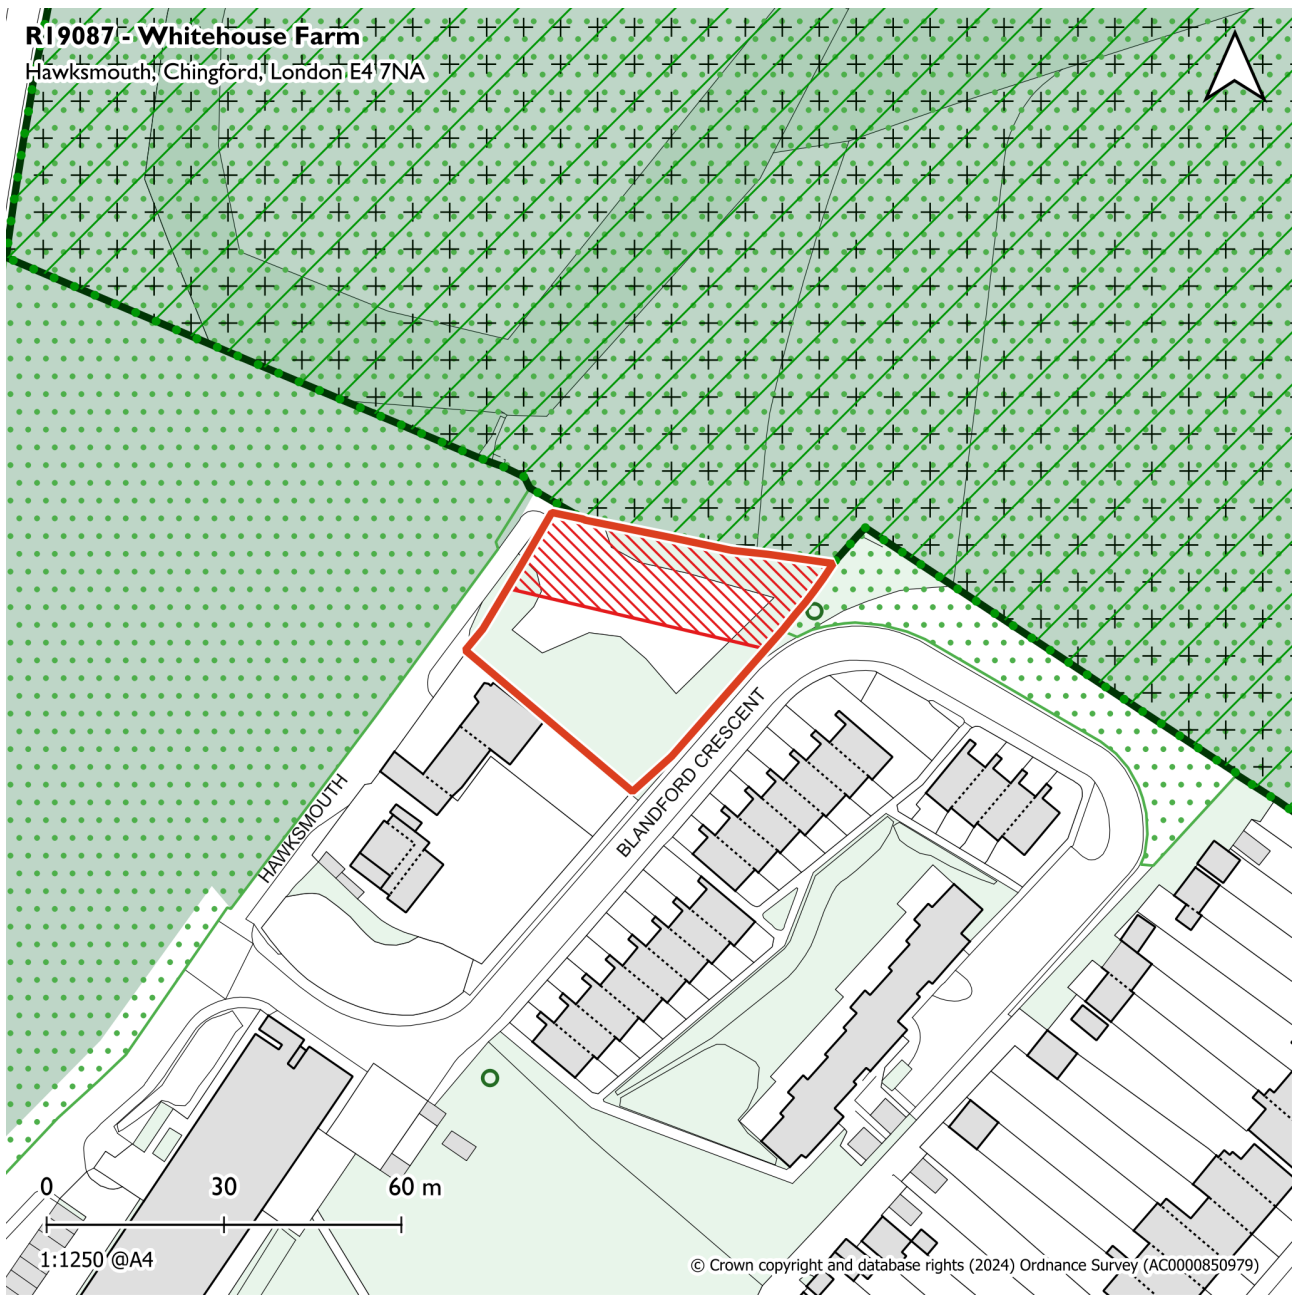 R19087 - Whitehouse Farm
Hawksmouth, Chingford, London E4 7NA
BLANDFORD CRESCENT
HAWKSMOUTH
0 30 60 m
1:1250 @A4
© Crown copyright and database rights (2024) Ordnance Survey (AC0000850979)